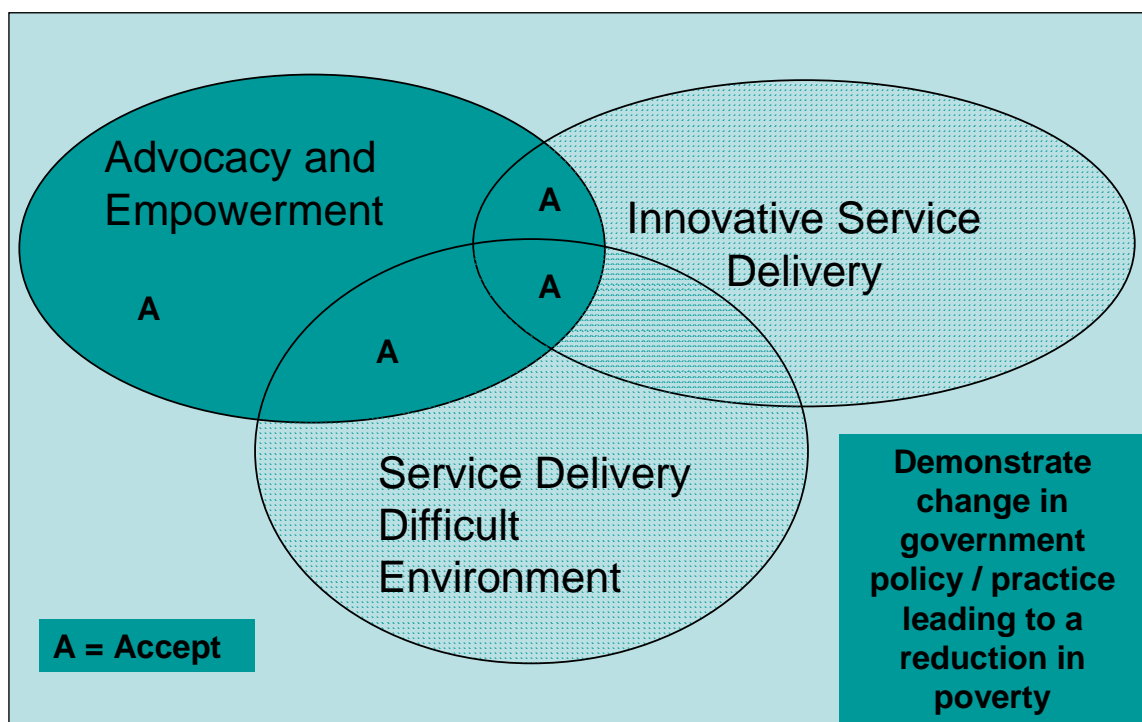 Advocacy and
Empowerment
A
Innovative Service
Delivery
A
A
A
Service Delivery
Difficult
Environment
A = Accept
Demonstrate
change in
government
policy / practice
leading to a
reduction in
poverty